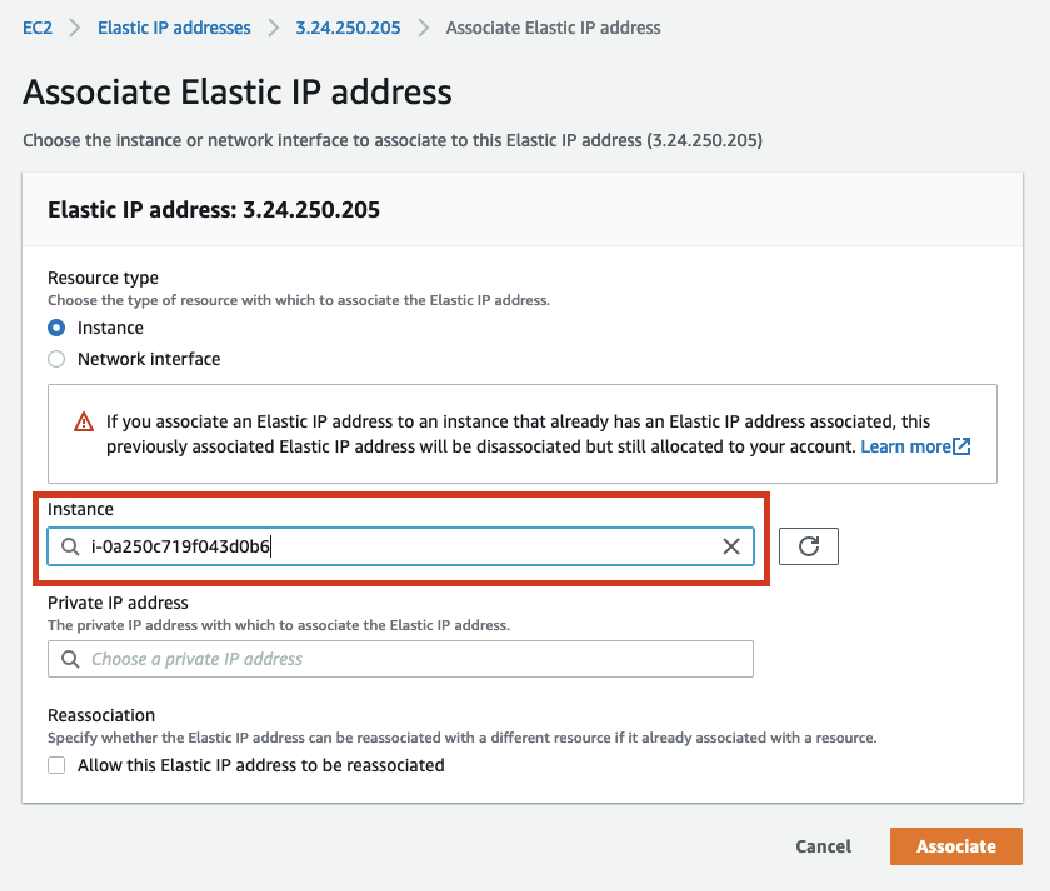 EC2 > Elastic IP addresses > 3.24.250.205 > Associate Elastic IP address
Associate Elastic IP address
Choose the instance or network interface to associate to this Elastic IP address (3.24.250.205)
Elastic IP address: 3.24.250.205
Resource type
Choose the type of resource with which to associate the Elastic IP address.
Instance
Network interface
If you associate an Elastic IP address to an instance that already has an Elastic IP address associated, this
previously associated Elastic IP address will be disassociated but still allocated to your account. Learn more
Instance
i-0a250c719f043d0b6
Private IP address
The private IP address with which to associate the Elastic IP address.
Choose a private IP address
Reassociation
Specify whether the Elastic IP address can be reassociated with a different resource if it already associated with a resource.
Allow this Elastic IP address to be reassociated
Cancel Associate